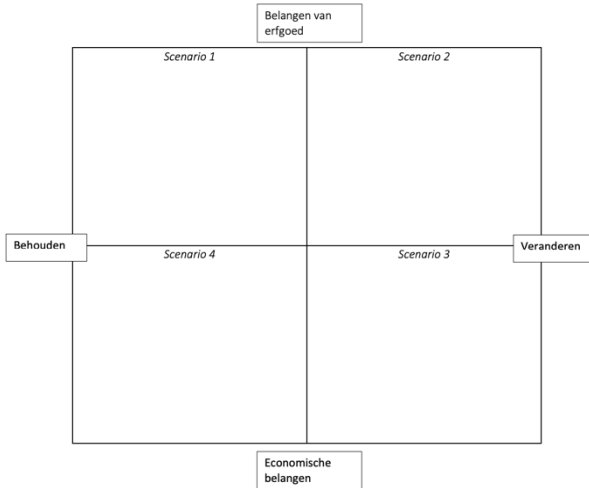 Belangen van
erfgoed
Scenario 1
Scenario 2
Behouden
Veranderen
Scenario 4
Scenario 3
Economische
belangen